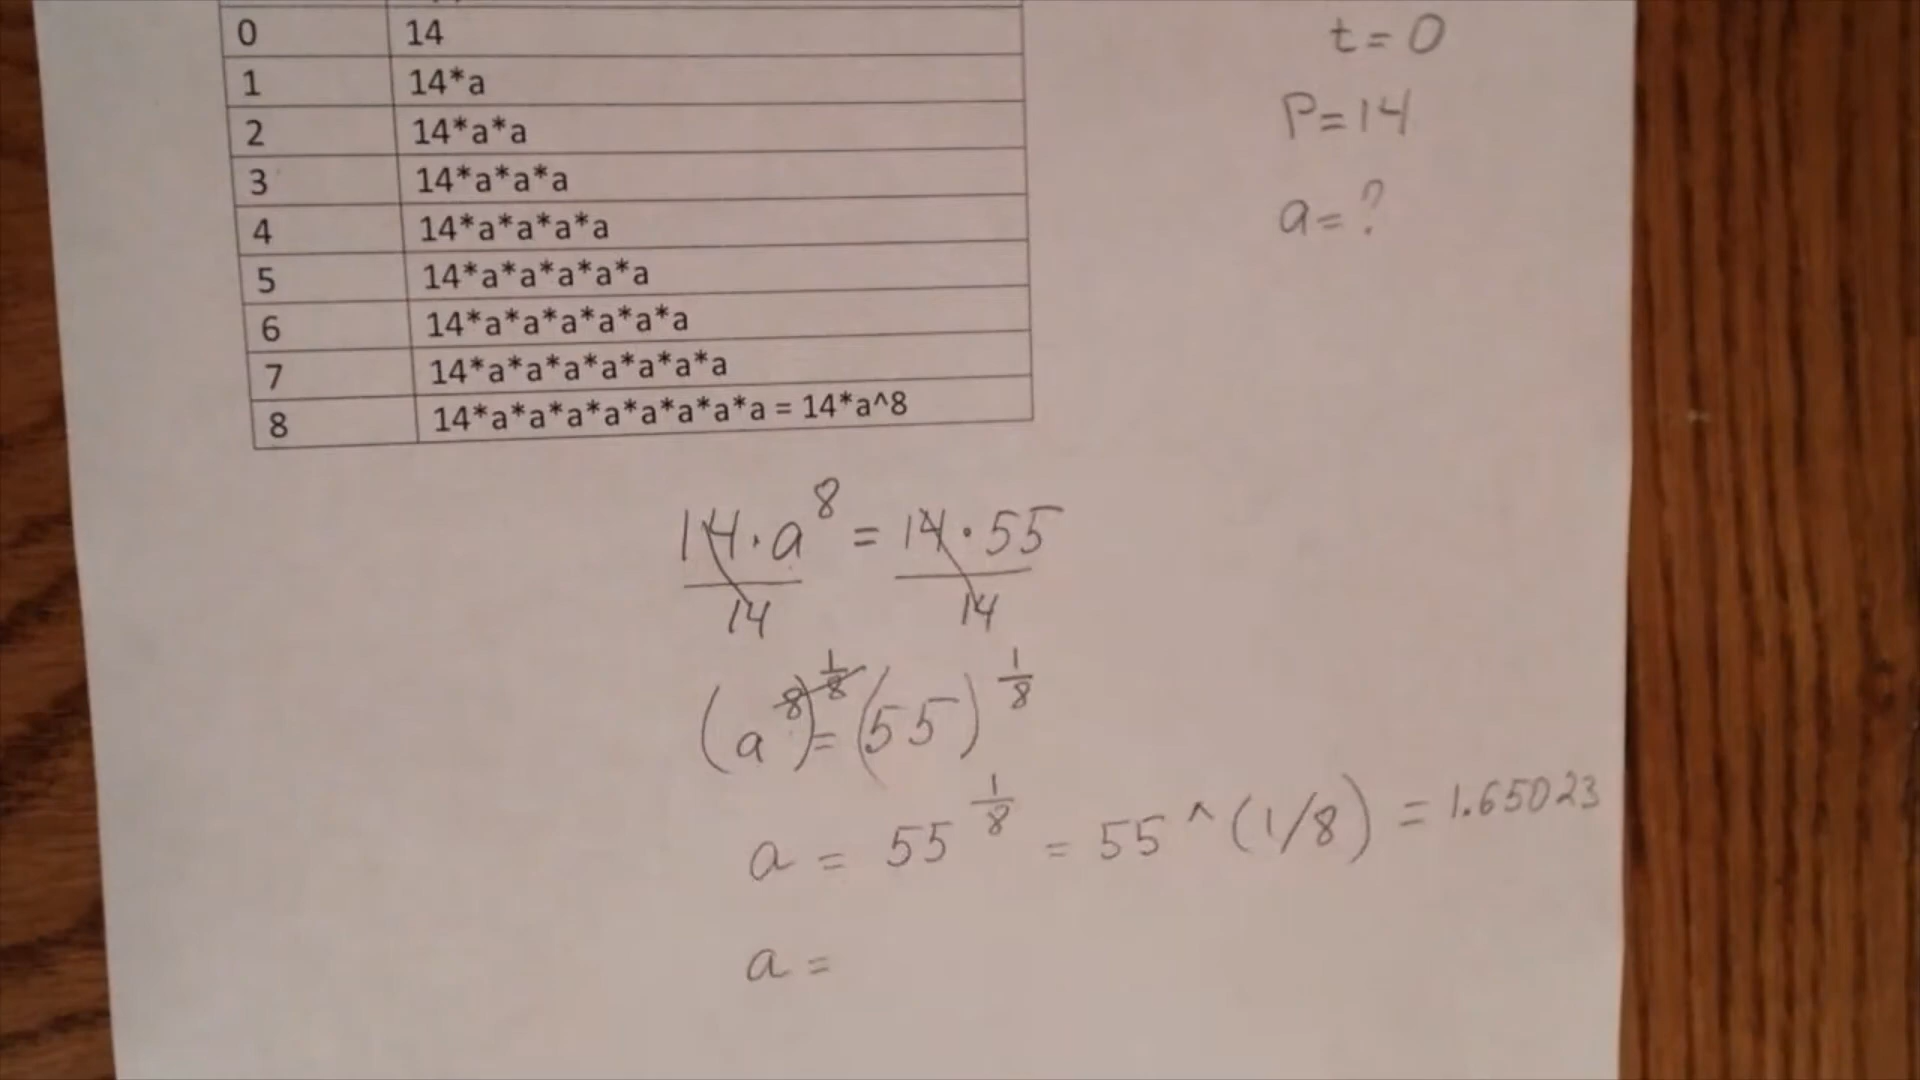 0 14
1 14*a
2 14*a*a
3 14*a*a*a
4 14*a*a*a*a
5 14*a*a*a*a*a
6 14*a*a*a*a*a*a
7 14*a*a*a*a*a*a*a
8 14*a*a*a*a*a*a*a*a = 14*a^8
t = 0
P = 14
a = ?
14 · a^8 = 14 · 55
14 14
(a^8)^1/8 = (55)^1/8
a = 55^1/8 = 55^(1/8) = 1.65023
a =